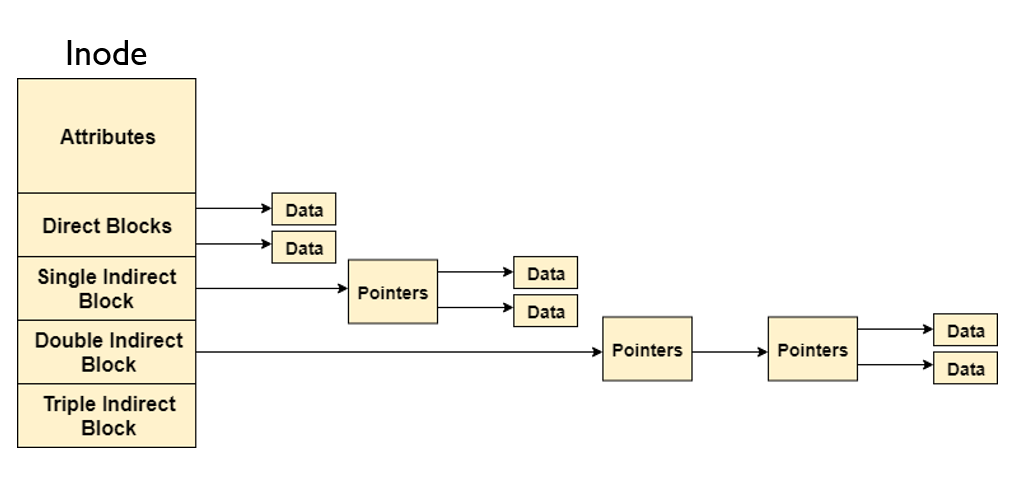 Inode
Attributes
Direct Blocks
Data
Data
Single Indirect
Block
Pointers
Data
Data
Double Indirect
Block
Pointers
Pointers
Data
Data
Triple Indirect
Block